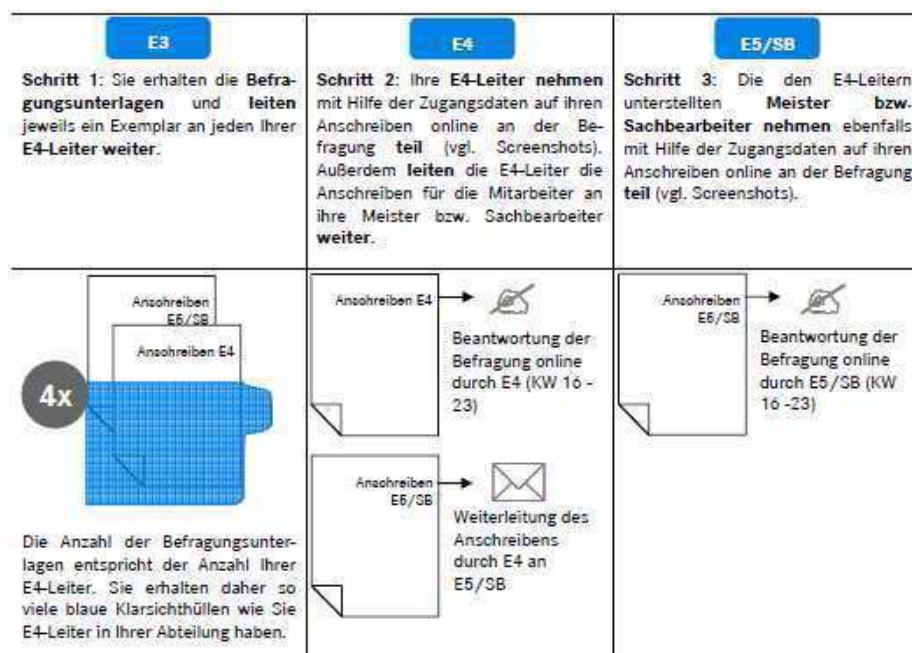 E3
Schritt 1: Sie erhalten die Befra-
gungsunterlagen und leiten
jeweils ein Exemplar an jeden Ihrer
E4-Leiter weiter.
E4
Schritt 2: Ihre E4-Leiter nehmen
mit Hilfe der Zugangsdaten auf ihren
Anschreiben online an der Be-
fragung teil (vgl. Screenshots).
Außerdem leiten die E4-Leiter die
Anschreiben für die Mitarbeiter an
ihre Meister bzw. Sachbearbeiter
weiter.
E5/SB
Schritt 3: Die den E4-Leitern
unterstellten Meister bzw.
Sachbearbeiter nehmen ebenfalls
mit Hilfe der Zugangsdaten auf ihren
Anschreiben online an der Befragung
teil (vgl. Screenshots).
Anschreiben
E5/SB
Anschreiben E4
4x
Die Anzahl der Befragungsunter-
lagen entspricht der Anzahl Ihrer
E4-Leiter. Sie erhalten daher so
viele blaue Klarsichthüllen wie Sie
E4-Leiter in Ihrer Abteilung haben.
Anschreiben E4
Beantwortung der
Befragung online
durch E4 (KW 16 -
23)
Anschreiben
E5/SB
Weiterleitung des
Anschreibens
durch E4 an
E5/SB
Anschreiben
E5/SB
Beantwortung der
Befragung online
durch E5/SB (KW
16 -23)